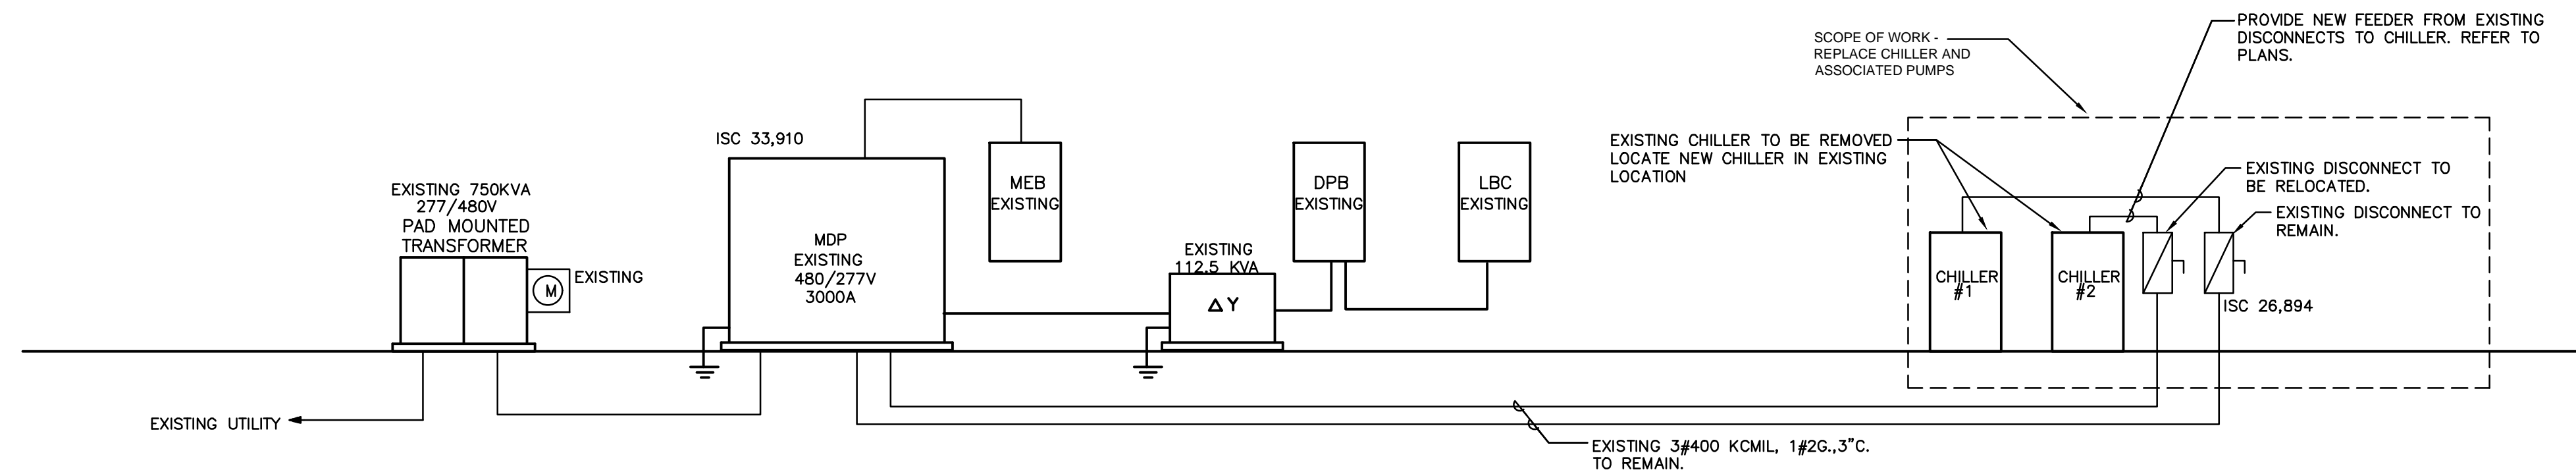 PROVIDE NEW FEEDER FROM EXISTING
DISCONNECTS TO CHILLER. REFER TO
PLANS.
SCOPE OF WORK -
REPLACE CHILLER AND
ASSOCIATED PUMPS
ISC 33,910
EXISTING CHILLER TO BE REMOVED
LOCATE NEW CHILLER IN EXISTING
LOCATION
EXISTING DISCONNECT TO
BE RELOCATED.
EXISTING DISCONNECT TO
REMAIN.
EXISTING 750KVA
277/480V
PAD MOUNTED
TRANSFORMER
M
EXISTING
MDP
EXISTING
480/277V
3000A
MEB
EXISTING
EXISTING
112.5 KVA
Δ Y
DPB
EXISTING
LBC
EXISTING
CHILLER
#1
CHILLER
#2
ISC 26,894
EXISTING UTILITY
EXISTING 3#400 KCMIL, 1#2G.,3"C.
TO REMAIN.